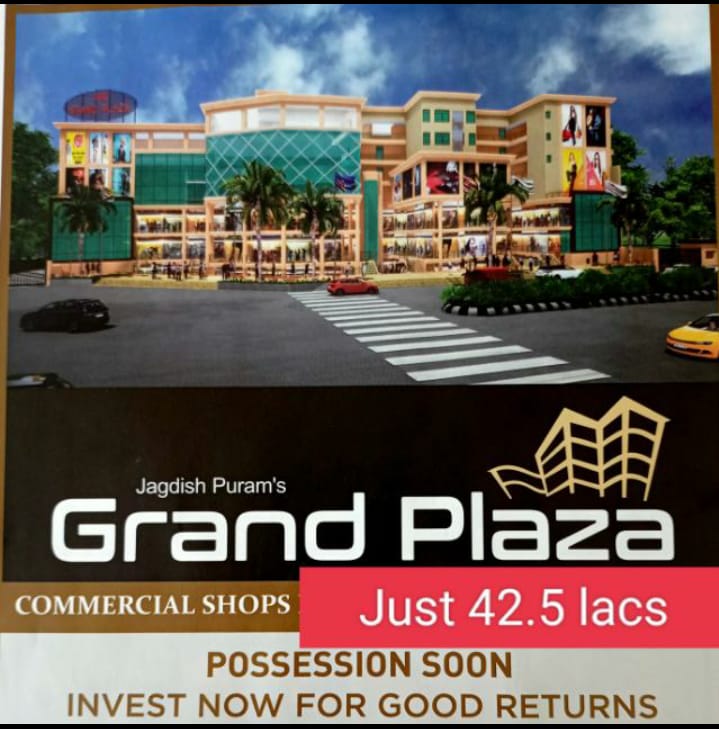 Jagdish Puram's
Grand Plaza
COMMERCIAL SHOPS
Just 42.5 lacs
POSSESSION SOON
INVEST NOW FOR GOOD RETURNS